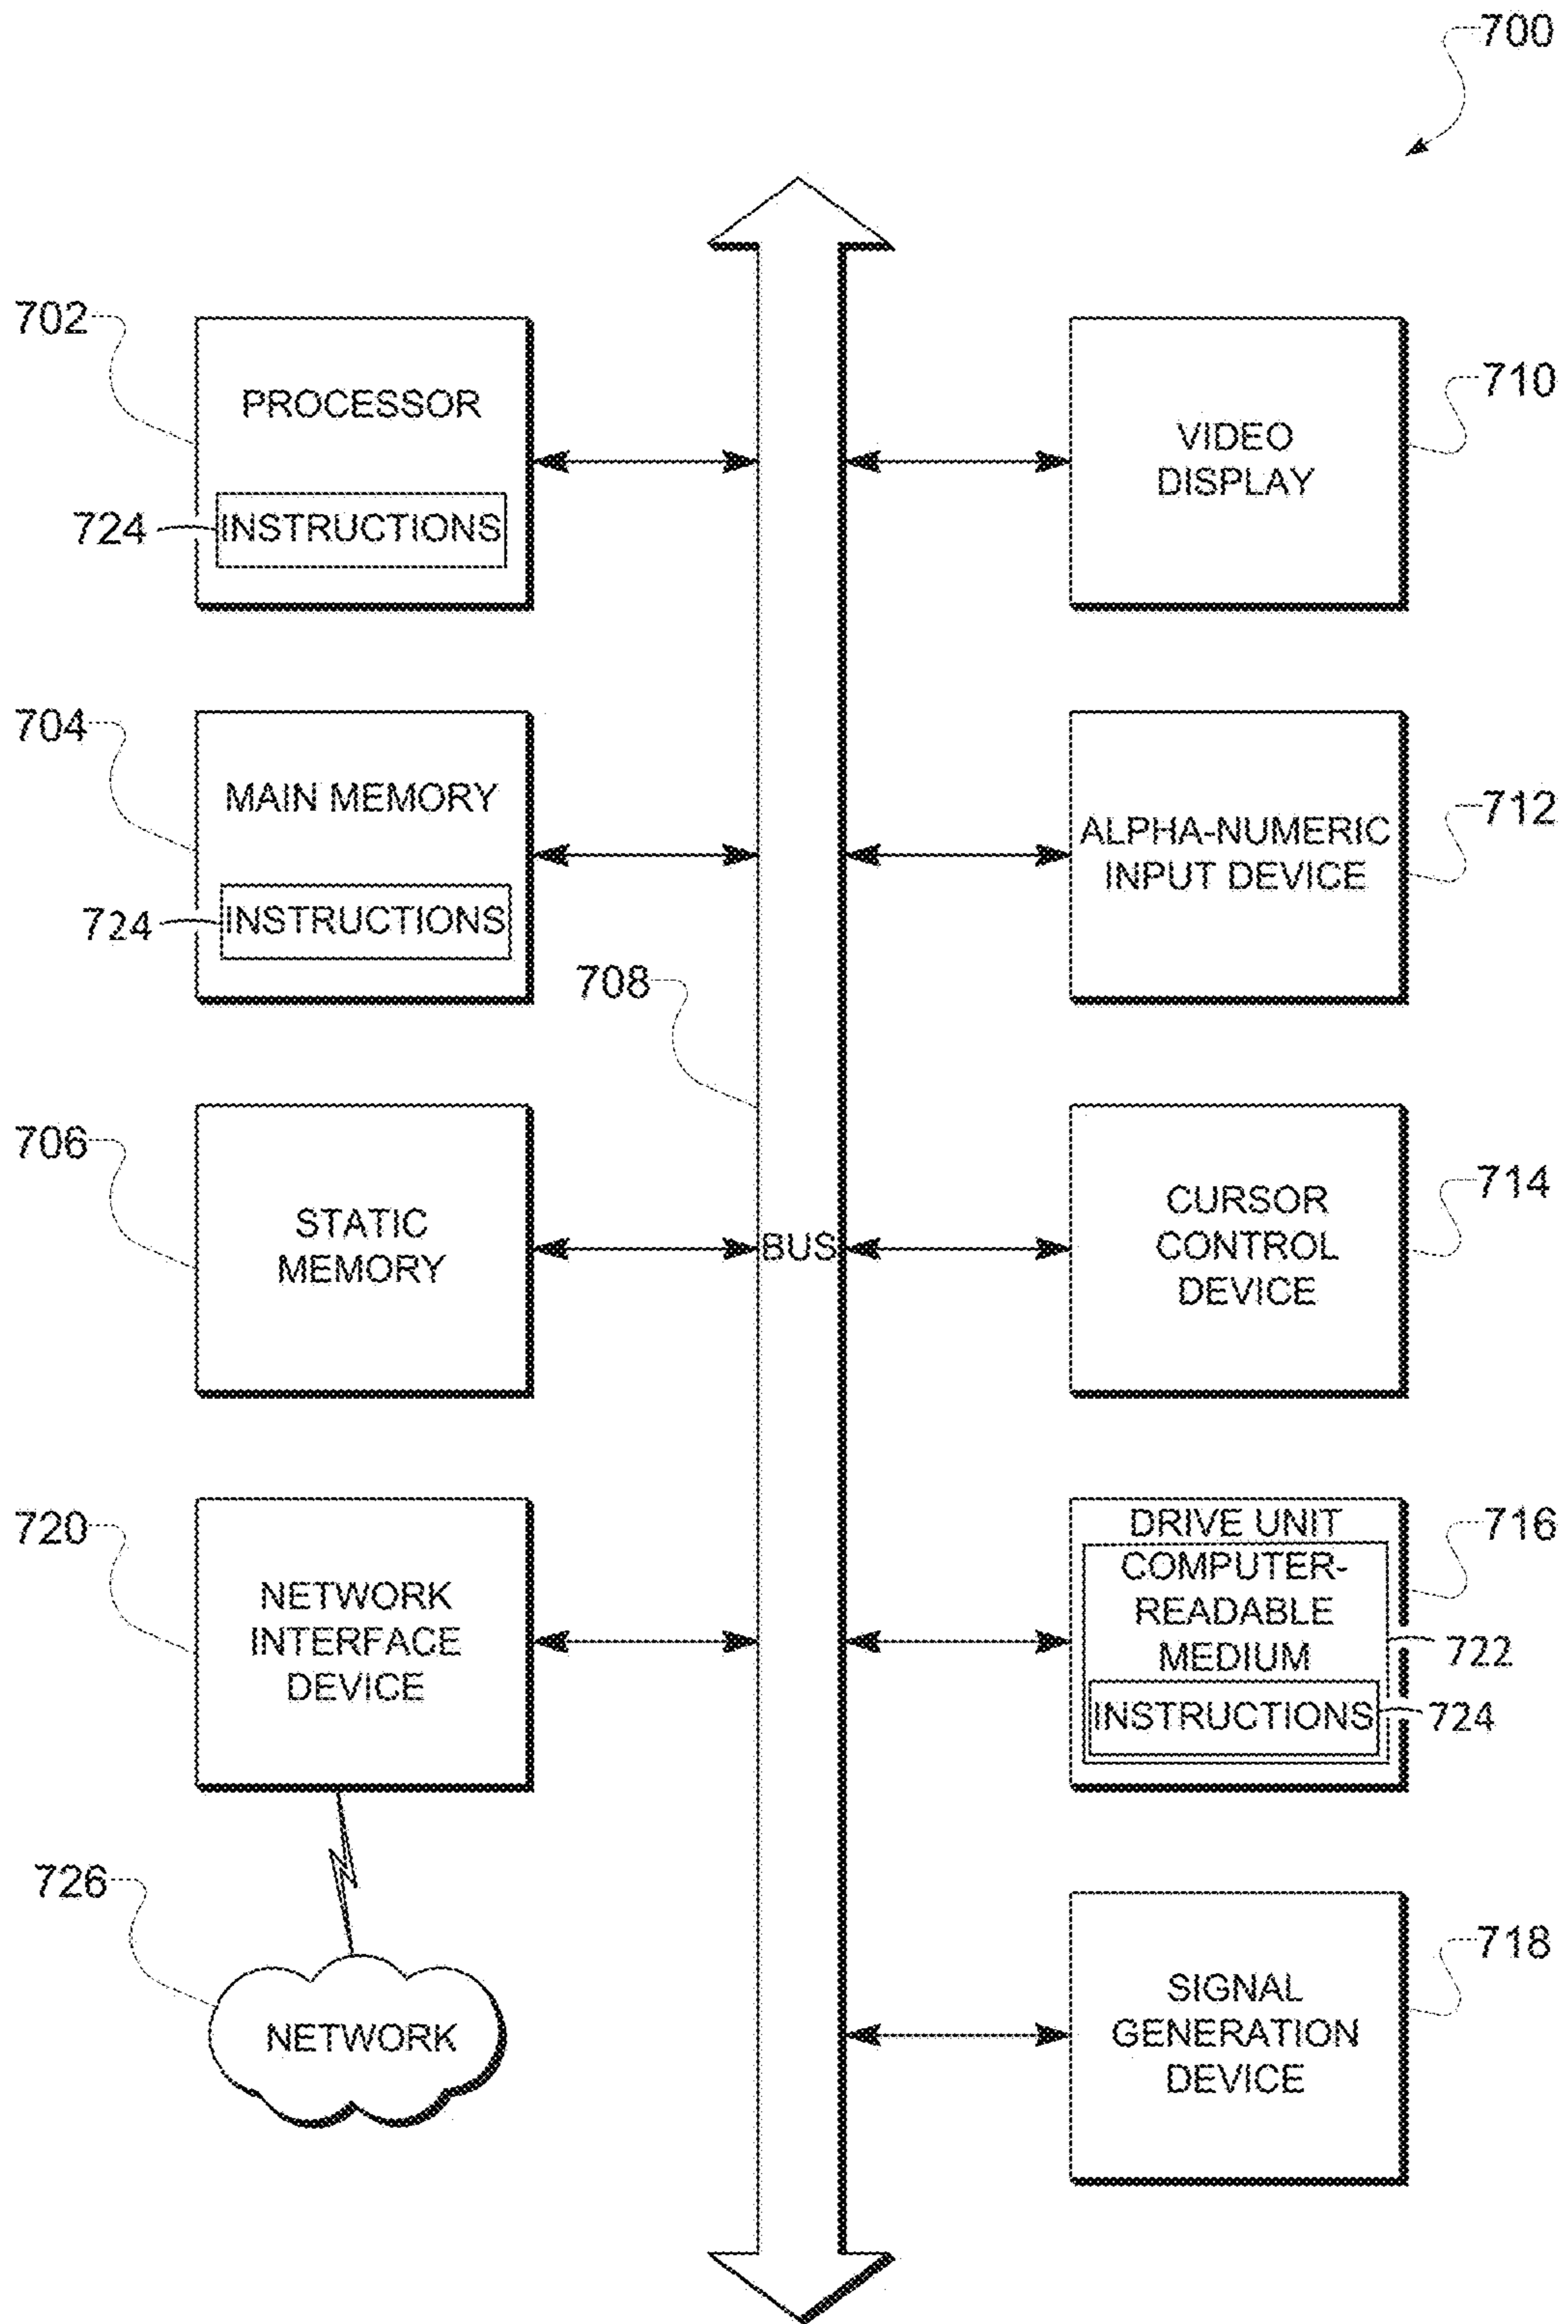 700
702
PROCESSOR
724
INSTRUCTIONS
710
VIDEO
DISPLAY
704
MAIN MEMORY
724
INSTRUCTIONS
712
ALPHA-NUMERIC
INPUT DEVICE
708
BUS
706
STATIC
MEMORY
714
CURSOR
CONTROL
DEVICE
720
NETWORK
INTERFACE
DEVICE
716
DRIVE UNIT
COMPUTER-
READABLE
MEDIUM
722
INSTRUCTIONS
724
726
NETWORK
718
SIGNAL
GENERATION
DEVICE